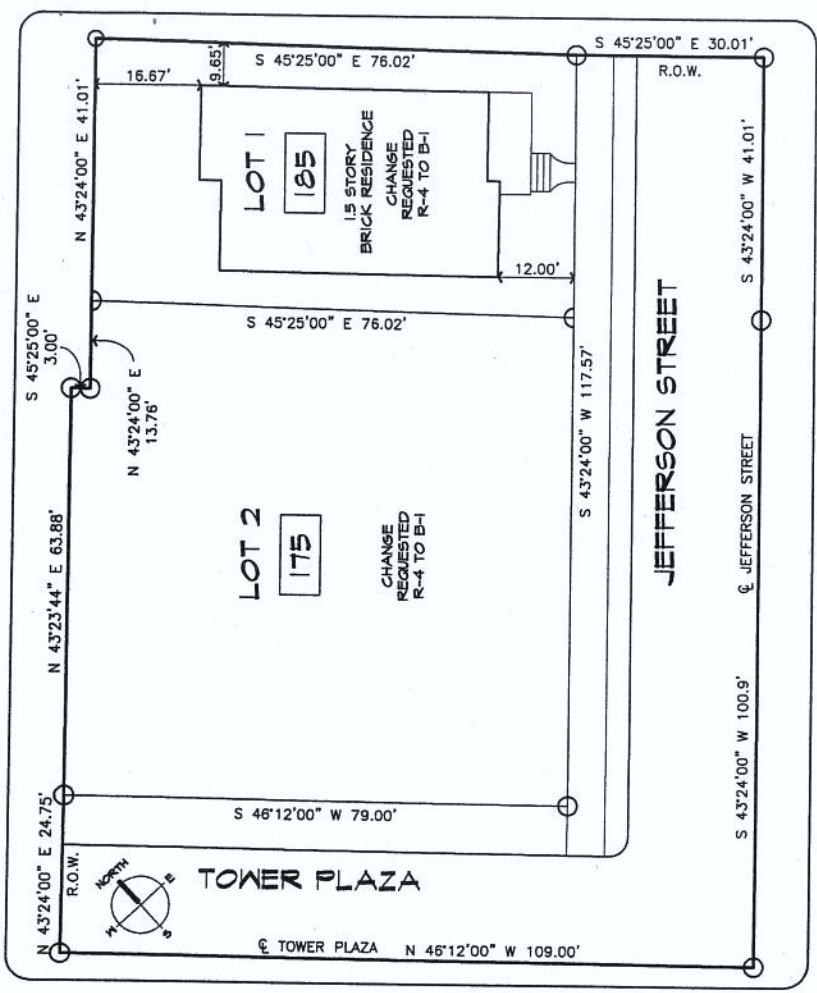 S 45°25'00" E 30.01'
R.O.W.
S 45°25'00" E 76.02'
9.65'
16.67'
N 43°24'00" E 41.01'
LOT 1
185
1.5 STORY
BRICK RESIDENCE
CHANGE
REQUESTED
R-4 TO B-1
12.00'
S 43°24'00" W 41.01'
S 45°25'00" E
3.00'
S 45°25'00" E 76.02'
N 43°24'00" E
13.76'
S 43°24'00" W 117.57'
JEFFERSON STREET
℄ JEFFERSON STREET
N 43°23'44" E 63.88'
LOT 2
175
CHANGE
REQUESTED
R-4 TO B-1
S 43°24'00" W 100.9'
S 46°12'00" W 79.00'
N 43°24'00" E 24.75'
R.O.W.
NORTH
E
W
S
TOWER PLAZA
℄ TOWER PLAZA N 46°12'00" W 109.00'